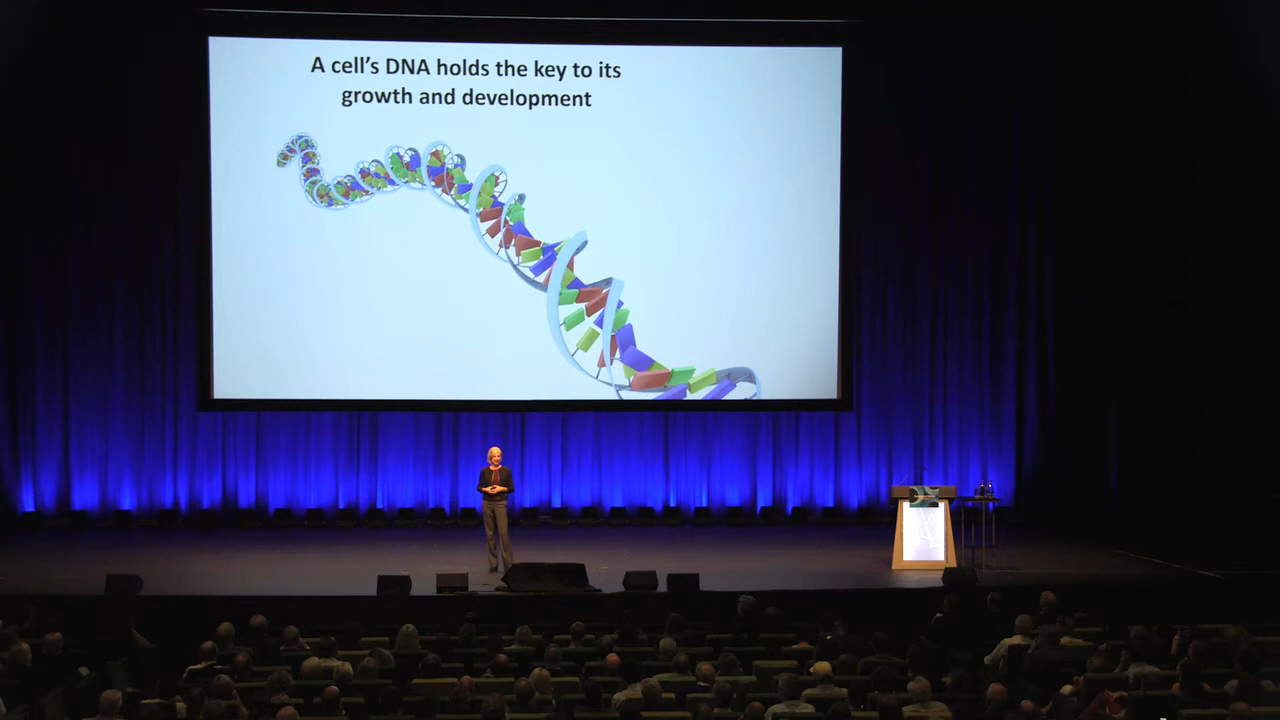 A cell's DNA holds the key to its
growth and development